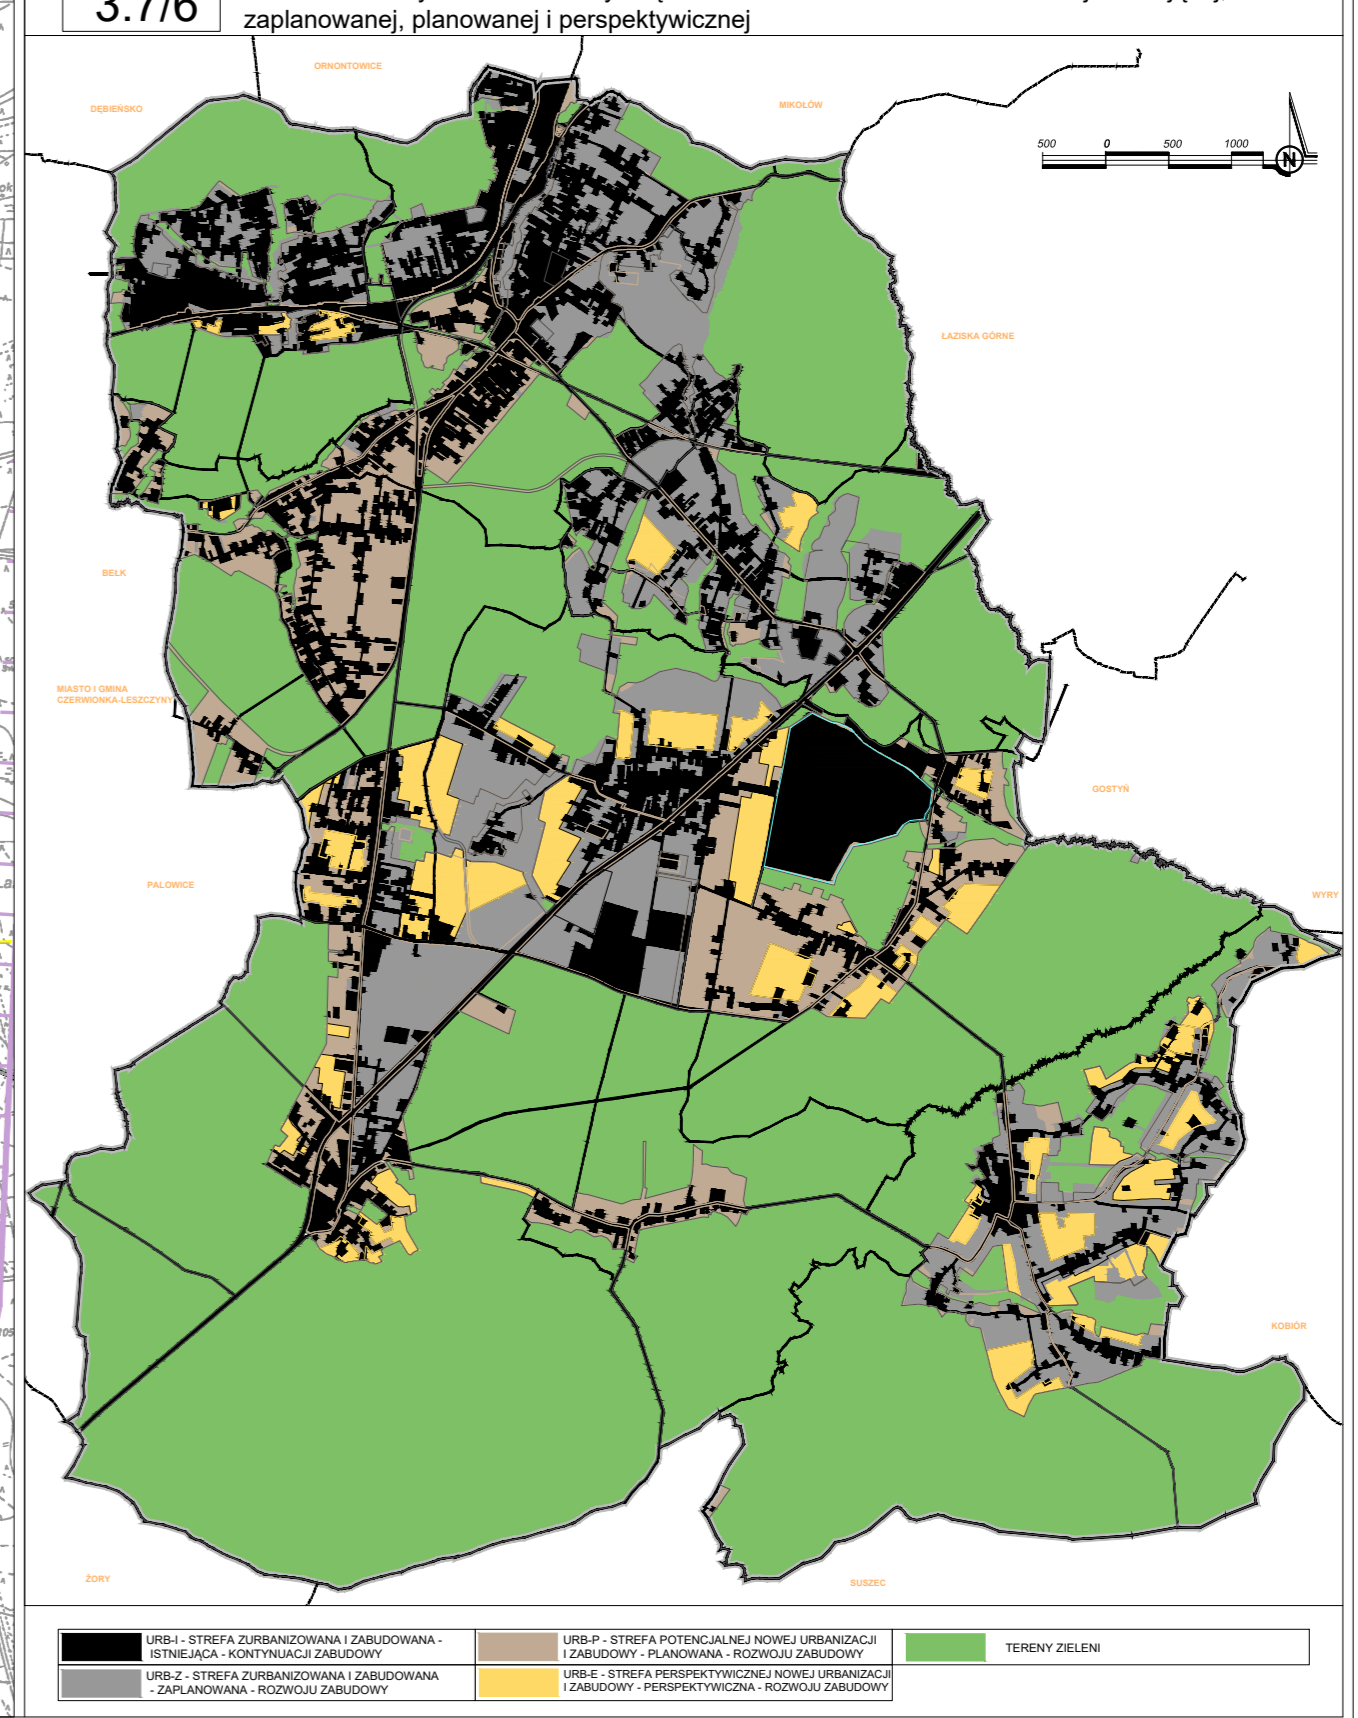 3.7/6
zaplanowanej, planowanej i perspektywicznej
ORNONTOWICE
DĘBIEŃSKO
MIKOŁÓW
500 0 500 1000
N
ŁAZISKA GÓRNE
BEŁK
MIASTO I GMINA
CZERWIONKA-LESZCZYNY
GOSTYŃ
PALOWICE
WYRY
KOBIÓR
ŻORY
SUSZEC
URB-I - STREFA ZURBANIZOWANA I ZABUDOWANA -
ISTNIEJĄCA - KONTYNUACJI ZABUDOWY
URB-P - STREFA POTENCJALNEJ NOWEJ URBANIZACJI
I ZABUDOWY - PLANOWANA - ROZWOJU ZABUDOWY
TERENY ZIELENI
URB-Z - STREFA ZURBANIZOWANA I ZABUDOWANA
- ZAPLANOWANA - ROZWOJU ZABUDOWY
URB-E - STREFA PERSPEKTYWICZNEJ NOWEJ URBANIZACJI
I ZABUDOWY - PERSPEKTYWICZNA - ROZWOJU ZABUDOWY